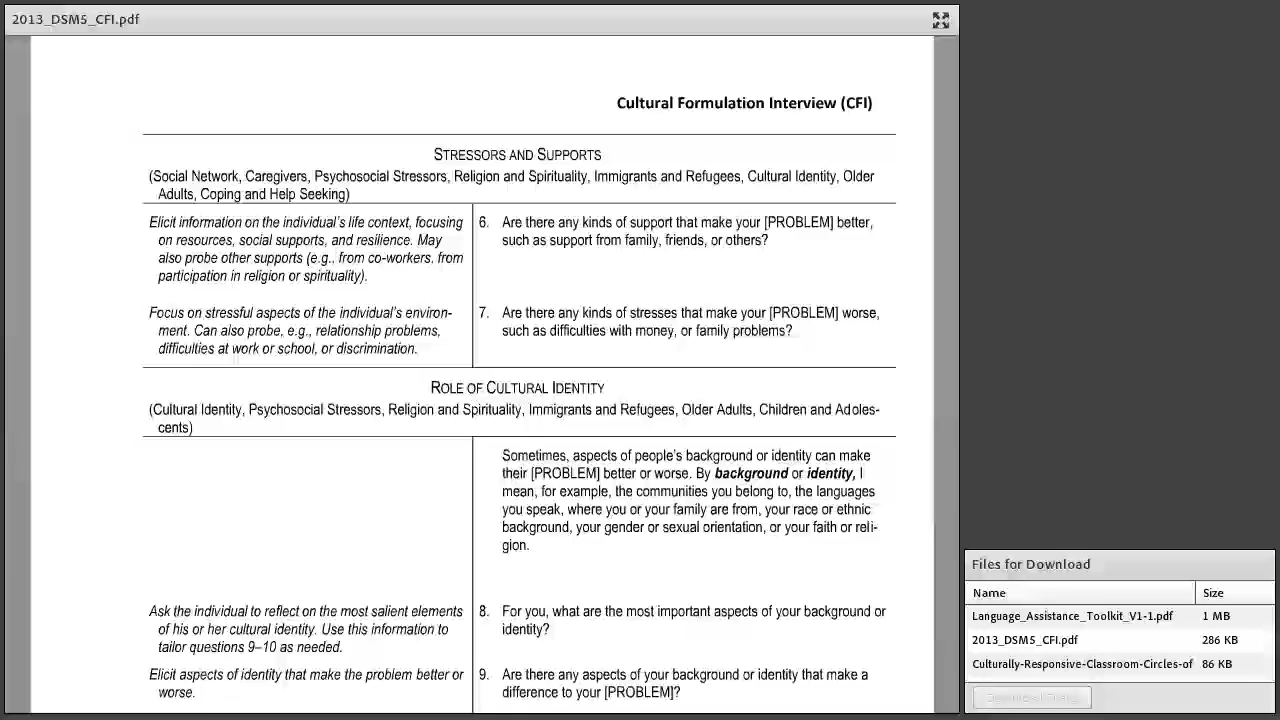 2013_DSM5_CFI.pdf
Cultural Formulation Interview (CFI)
STRESSORS AND SUPPORTS
(Social Network, Caregivers, Psychosocial Stressors, Religion and Spirituality, Immigrants and Refugees, Cultural Identity, Older
Adults, Coping and Help Seeking)
Elicit information on the individual's life context, focusing
on resources, social supports, and resilience. May
also probe other supports (e.g., from co-workers, from
participation in religion or spirituality).
6. Are there any kinds of support that make your [PROBLEM] better,
such as support from family, friends, or others?
Focus on stressful aspects of the individual's environ-
ment. Can also probe, e.g., relationship problems,
difficulties at work or school, or discrimination.
7. Are there any kinds of stresses that make your [PROBLEM] worse,
such as difficulties with money, or family problems?
ROLE OF CULTURAL IDENTITY
(Cultural Identity, Psychosocial Stressors, Religion and Spirituality, Immigrants and Refugees, Older Adults, Children and Adoles-
cents)
Sometimes, aspects of people's background or identity can make
their [PROBLEM] better or worse. By background or identity, I
mean, for example, the communities you belong to, the languages
you speak, where you or your family are from, your race or ethnic
background, your gender or sexual orientation, or your faith or reli-
gion.
Ask the individual to reflect on the most salient elements
of his or her cultural identity. Use this information to
tailor questions 9–10 as needed.
8. For you, what are the most important aspects of your background or
identity?
Elicit aspects of identity that make the problem better or
worse.
9. Are there any aspects of your background or identity that make a
difference to your [PROBLEM]?
Files for Download
Name Size
Language_Assistance_Toolkit_V1-1.pdf 1 MB
2013_DSM5_CFI.pdf 286 KB
Culturally-Responsive-Classroom-Circles-of 86 KB